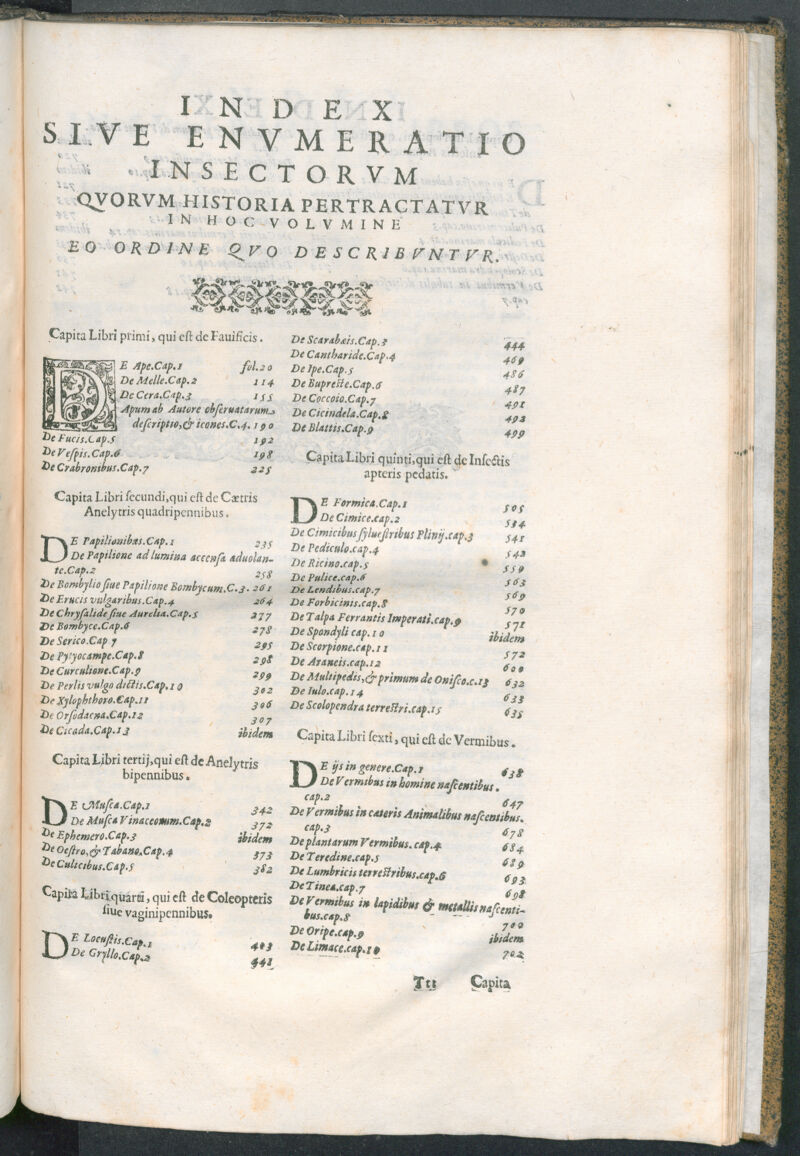 INDEX
SIVE ENVMERATIO
INSECTORVM
QVORVM HISTORIA PERTRACTATVR
IN HOC VOLVMINE
EO ORDINE QVO DESCRIBVNTVR.
Capita Libri primi, qui est de Fauificis.
DE Ape.Cap.1 fol.20
De Melle.Cap.2 114
De Cera.Cap.3 155
Apum ab Autore obseruatarum
descriptio,& icones.C.4. 190
De Fucis.Cap.5 192
De Vespis.Cap.6 198
De Crabronibus.Cap.7 225
Capita Libri secundi,qui est de Cætris
Anelytris quadripennibus.
DE Papilionibus.Cap.1 235
De Papilione ad lumina accensa aduolan-
te.Cap.2 258
De Bombylio siue Papilione Bombycum.C.3. 261
De Erucis vulgaribus.Cap.4 264
De Chrysalide siue Aurelia.Cap.5 277
De Bombyce.Cap.6 278
De Serico.Cap 7 295
De Pytyocampe.Cap.8 298
De Curculione.Cap.9 299
De Perlis vulgo dictis.Cap.10 302
De Xylophthoro.Cap.11 306
De Orsodacna.Cap.12 307
De Cicada.Cap.13 ibidem
Capita Libri tertij,qui est de Anelytris
bipennibus.
DE Musca.Cap.1 342
De Musca Vinaceorum.Cap.2 372
De Ephemero.Cap.3 ibidem
De Oestro,& Tabano.Cap.4 373
De Culicibus.Cap.5 382
Capita Libri quarti, qui est de Coleopteris
siue vaginipennibus.
DE Locustis.Cap.1 403
De Gryllo.Cap.2 441
De Scarabæis.Cap.3 444
De Cantharide.Cap.4 469
De Ipe.Cap.5 486
De Bupreste.Cap.6 487
De Coccoio.Cap.7 491
De Cicindela.Cap.8 492
De Blattis.Cap.9 499
Capita Libri quinti,qui est de Insectis
apteris pedatis.
DE Formica.Cap.1 505
De Cimice.cap.2 534
De Cimicibus syluestribus Plinij.cap.3 541
De Pediculo.cap.4 542
De Ricino.cap.5 559
De Pulice.cap.6 563
De Lendibus.cap.7 569
De Forbicinis.cap.8 570
De Talpa Ferrantis Imperati.cap.9 571
De Spondyli cap.10 ibidem
De Scorpione.cap.11 572
De Araneis.cap.12 600
De Multipedis,& primum de Onisco.c.13 632
De Iulo.cap.14 633
De Scolopendra terrestri.cap.15 635
Capita Libri sexti, qui est de Vermibus.
DE ijs in genere.Cap.1 638
De Vermibus in homine nascentibus.
cap.2 647
De Vermibus in cæteris Animalibus nascentibus.
cap.3 678
De plantarum Vermibus. cap.4 684
De Teredine.cap.5 689
De Lumbricis terrestribus.cap.6 693
De Tinea.cap.7 698
De Vermibus in lapidibus & metallis nascenti-
bus.cap.8 700
De Oripe.cap.9 ibidem
De Limace.cap.10 702
Ttt Capita